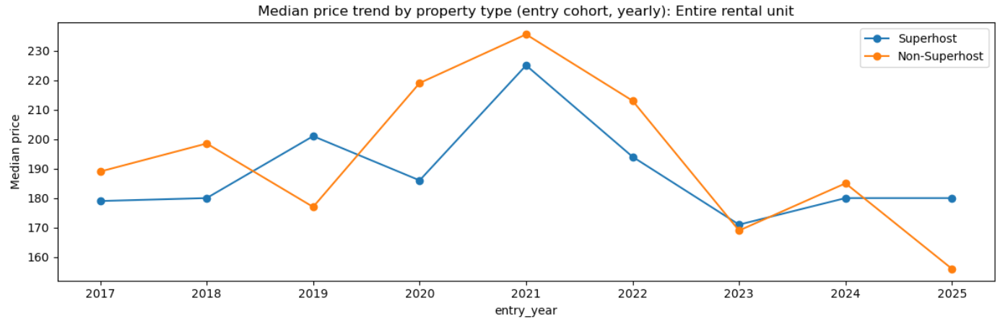 Median price trend by property type (entry cohort, yearly): Entire rental unit
Superhost
Non-Superhost
Median price
230
220
210
200
190
180
170
160
2017 2018 2019 2020 2021 2022 2023 2024 2025
entry_year